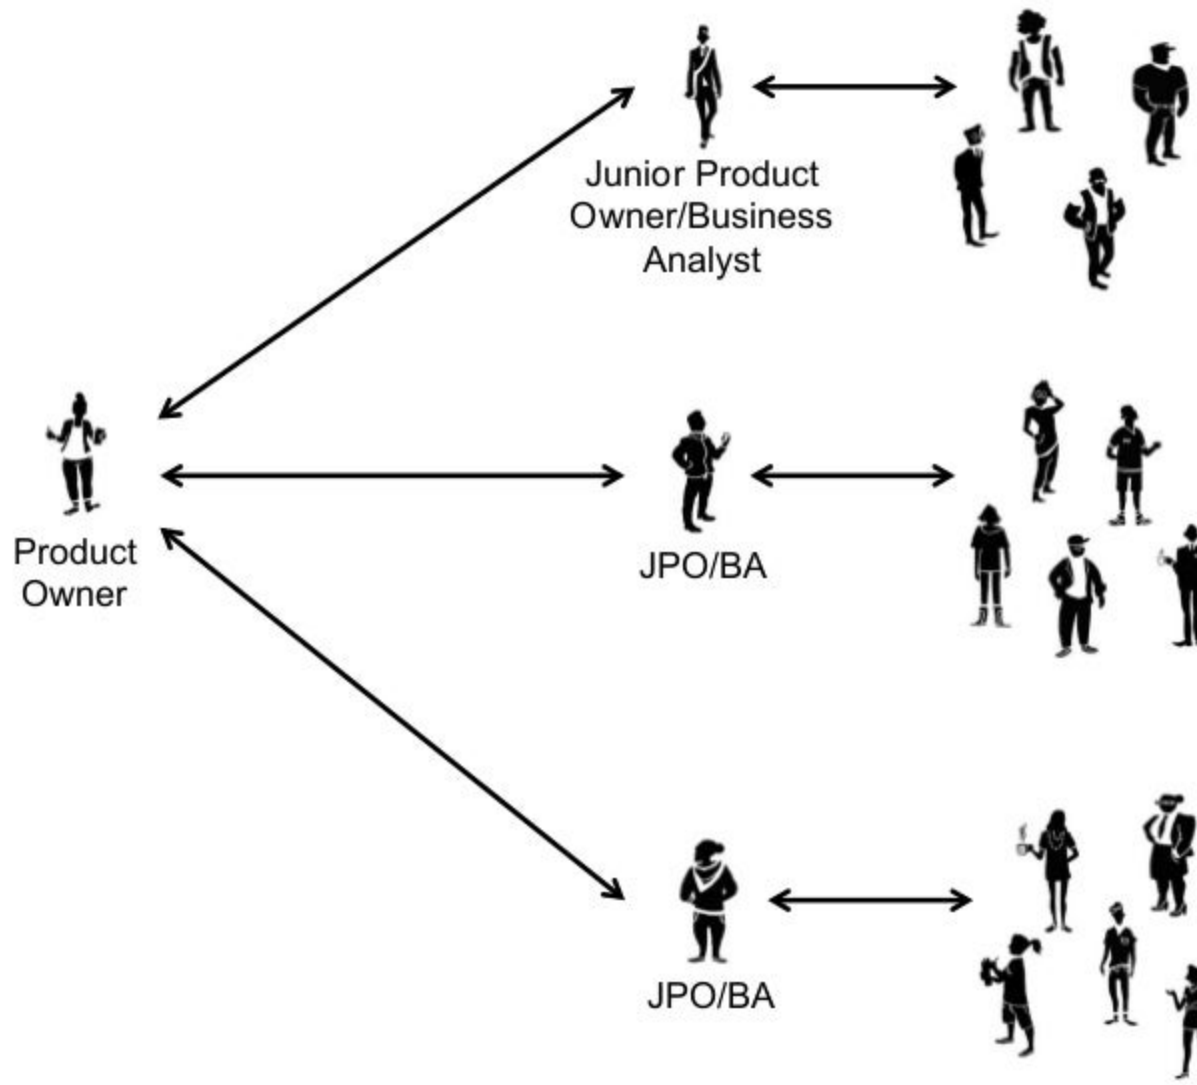 Junior Product
Owner/Business
Analyst
Product
Owner
JPO/BA
JPO/BA